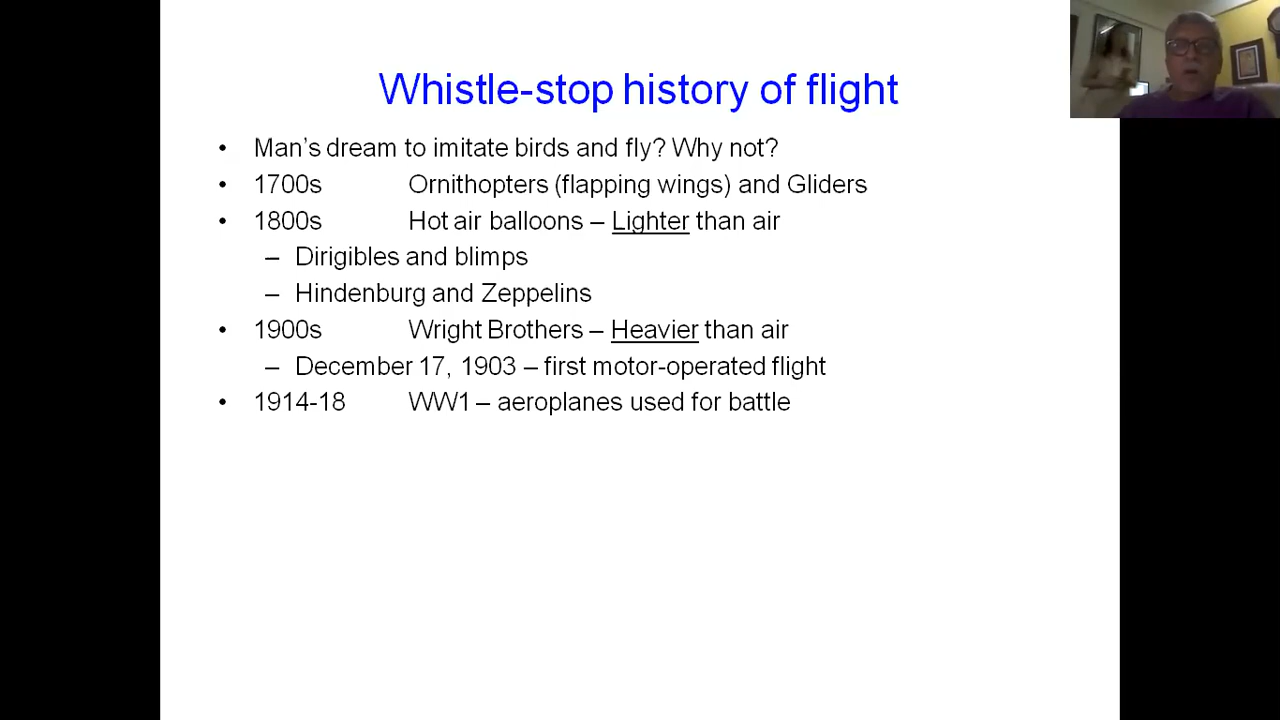 Whistle-stop history of flight
• Man's dream to imitate birds and fly? Why not?
• 1700s Ornithopters (flapping wings) and Gliders
• 1800s Hot air balloons – Lighter than air
– Dirigibles and blimps
– Hindenburg and Zeppelins
• 1900s Wright Brothers – Heavier than air
– December 17, 1903 – first motor-operated flight
• 1914-18 WW1 – aeroplanes used for battle